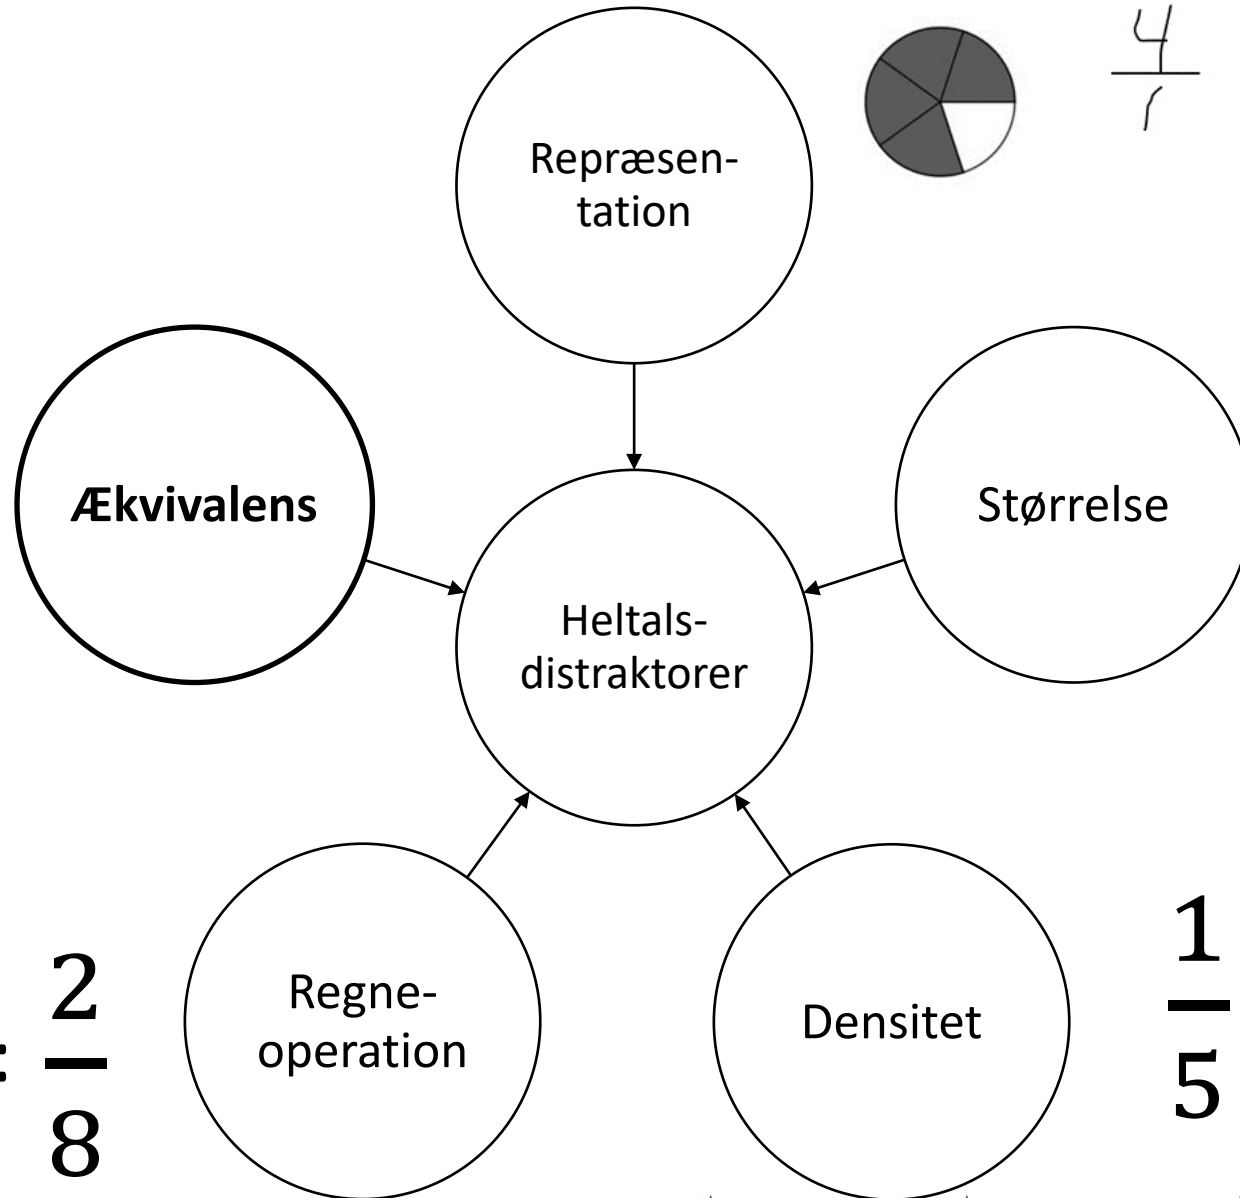 Repræsen-
tation
4
1
Ækvivalens
Størrelse
Heltals-
distraktorer
2
8
Regne-
operation
Densitet
1
5